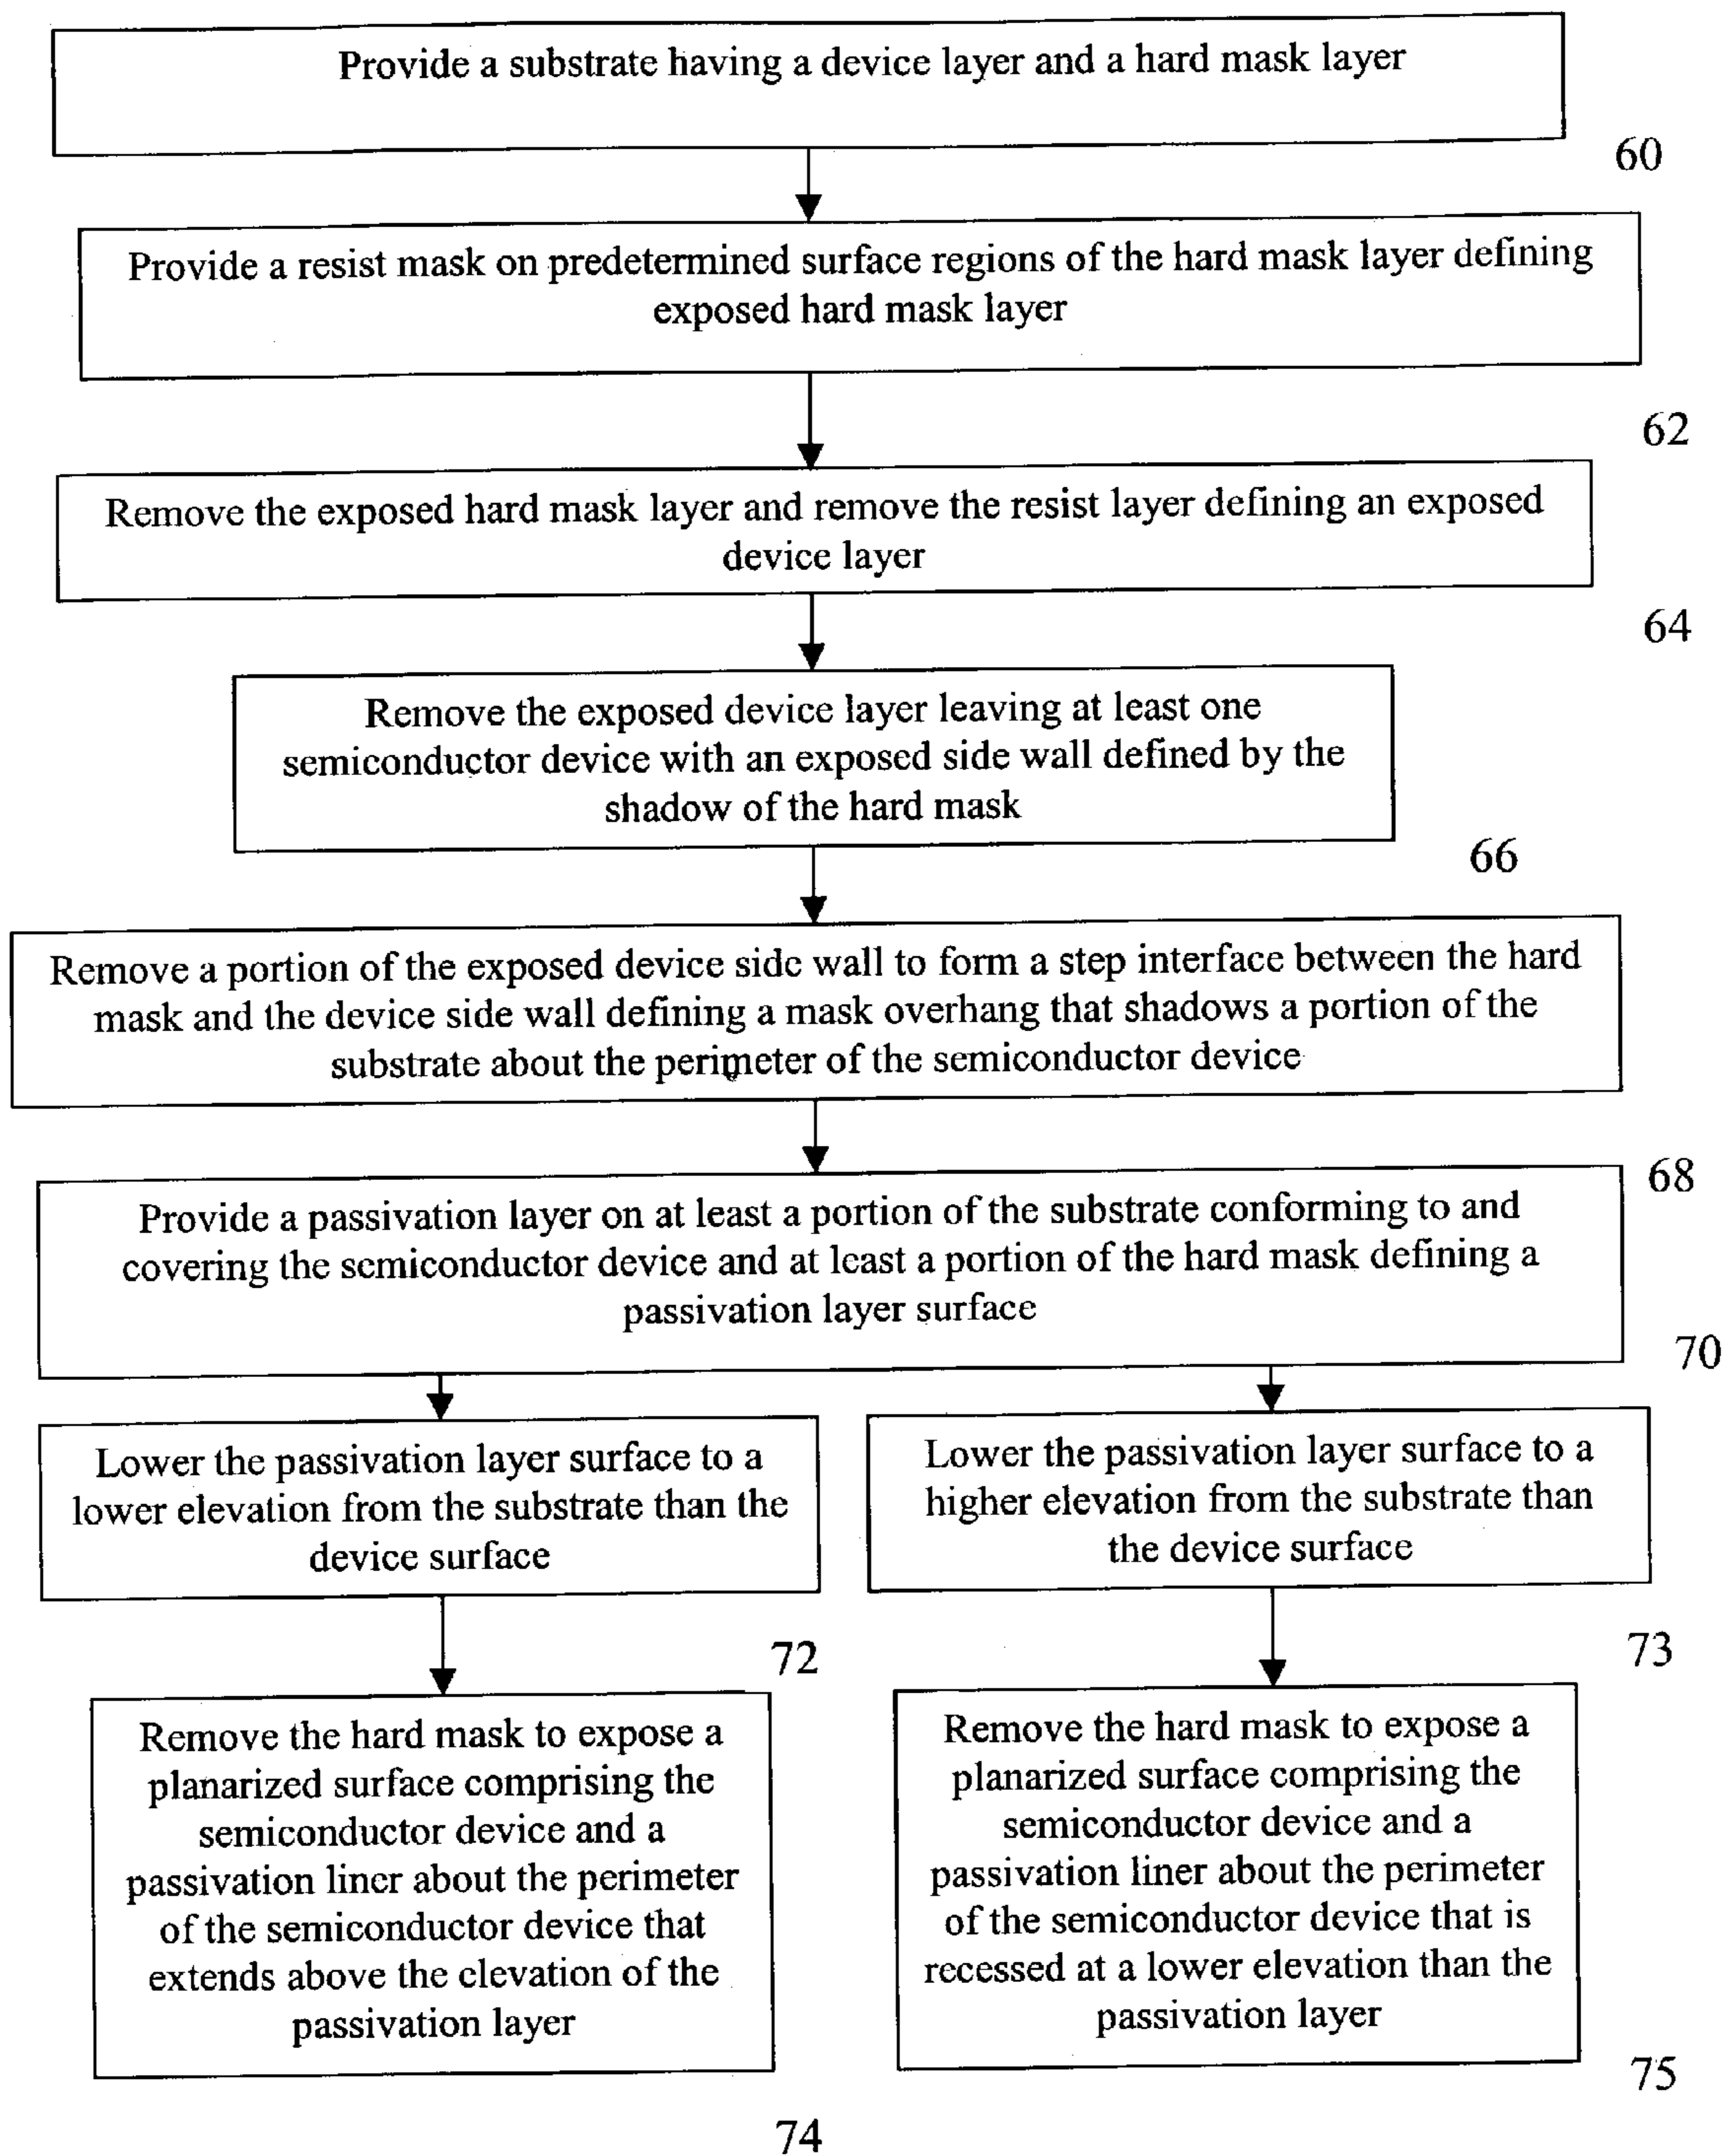 Provide a substrate having a device layer and a hard mask layer
60
Provide a resist mask on predetermined surface regions of the hard mask layer defining
exposed hard mask layer
62
Remove the exposed hard mask layer and remove the resist layer defining an exposed
device layer
64
Remove the exposed device layer leaving at least one
semiconductor device with an exposed side wall defined by the
shadow of the hard mask
66
Remove a portion of the exposed device side wall to form a step interface between the hard
mask and the device side wall defining a mask overhang that shadows a portion of the
substrate about the perimeter of the semiconductor device
68
Provide a passivation layer on at least a portion of the substrate conforming to and
covering the semiconductor device and at least a portion of the hard mask defining a
passivation layer surface
70
Lower the passivation layer surface to a
lower elevation from the substrate than the
device surface
72
Lower the passivation layer surface to a
higher elevation from the substrate than
the device surface
73
Remove the hard mask to expose a
planarized surface comprising the
semiconductor device and a
passivation liner about the perimeter
of the semiconductor device that
extends above the elevation of the
passivation layer
74
Remove the hard mask to expose a
planarized surface comprising the
semiconductor device and a
passivation liner about the perimeter
of the semiconductor device that is
recessed at a lower elevation than the
passivation layer
75